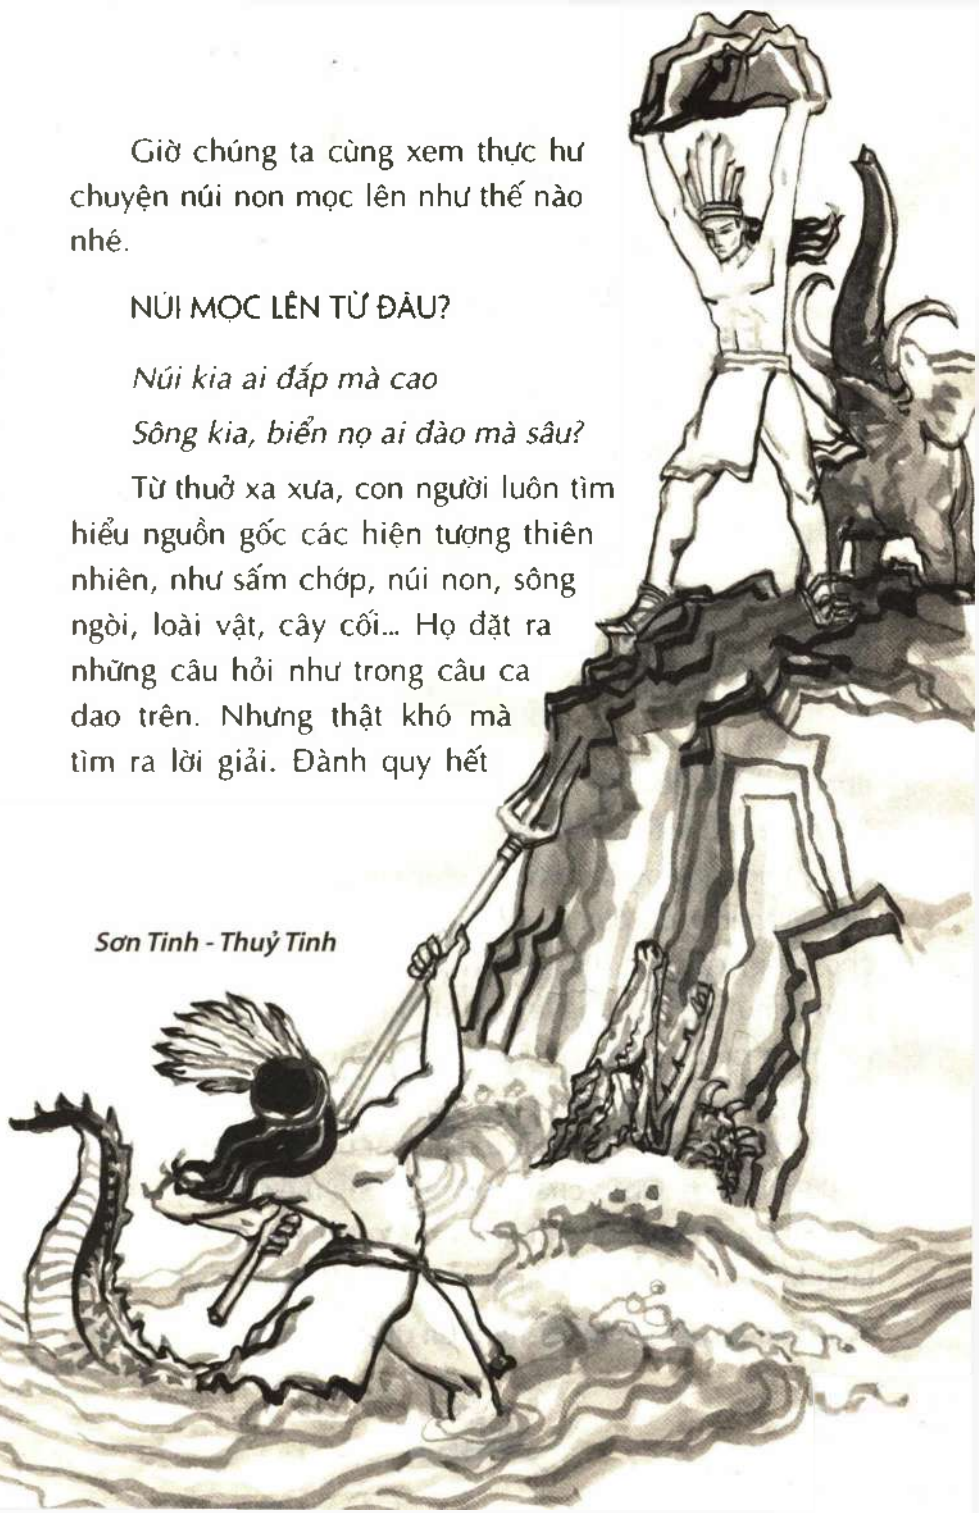 Giờ chúng ta cùng xem thực hư
chuyện núi non mọc lên như thế nào
nhé.
NÚI MỌC LÊN TỪ ĐÂU?
Núi kia ai đắp mà cao
Sông kia, biển nọ ai đào mà sâu?
Từ thuở xa xưa, con người luôn tìm
hiểu nguồn gốc các hiện tượng thiên
nhiên, như sấm chớp, núi non, sông
ngòi, loài vật, cây cối... Họ đặt ra
những câu hỏi như trong câu ca
dao trên. Nhưng thật khó mà
tìm ra lời giải. Đành quy hết
Sơn Tinh - Thuỷ Tinh